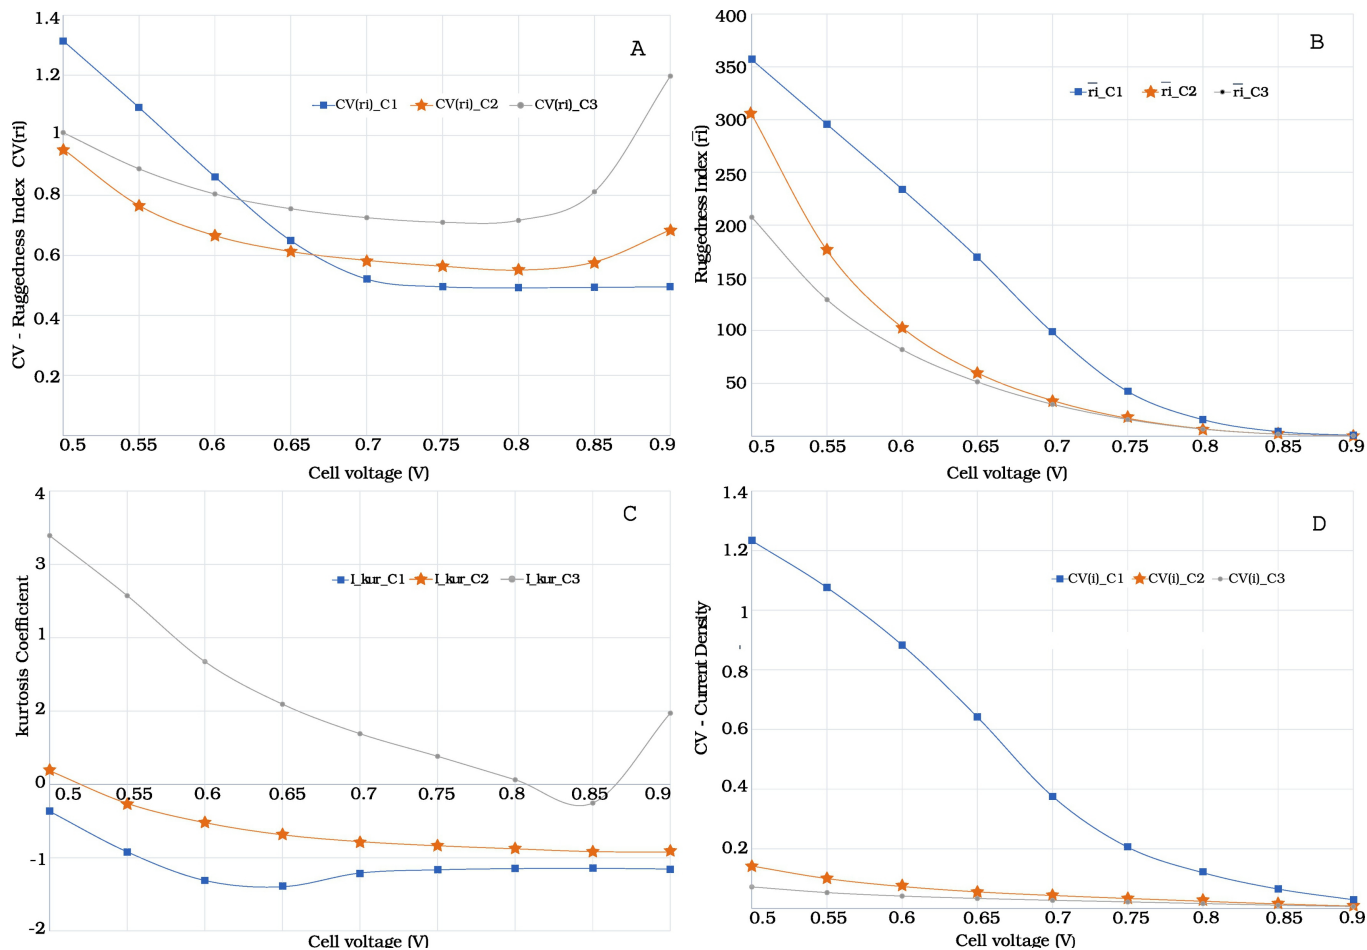 A
CV - Ruggedness Index CV(ri)
1.4
1.2
1
0.8
0.6
0.4
0.2
CV(ri)_C1 CV(ri)_C2 CV(ri)_C3
0.5 0.55 0.6 0.65 0.7 0.75 0.8 0.85 0.9
Cell voltage (V)
B
Ruggedness Index (r̅i)
400
350
300
250
200
150
100
50
r̅i_C1 r̅i_C2 r̅i_C3
0.5 0.55 0.6 0.65 0.7 0.75 0.8 0.85 0.9
Cell voltage (V)
C
kurtosis Coefficient
4
3
1
2
0
-1
-2
I_kur_C1 I_kur_C2 I_kur_C3
0.5 0.55 0.6 0.65 0.7 0.75 0.8 0.85 0.9
Cell voltage (V)
D
CV - Current Density
1.4
1.2
1
0.8
0.6
0.4
0.2
CV(i)_C1 CV(i)_C2 CV(i)_C3
0.5 0.55 0.6 0.65 0.7 0.75 0.8 0.85 0.9
Cell voltage (V)